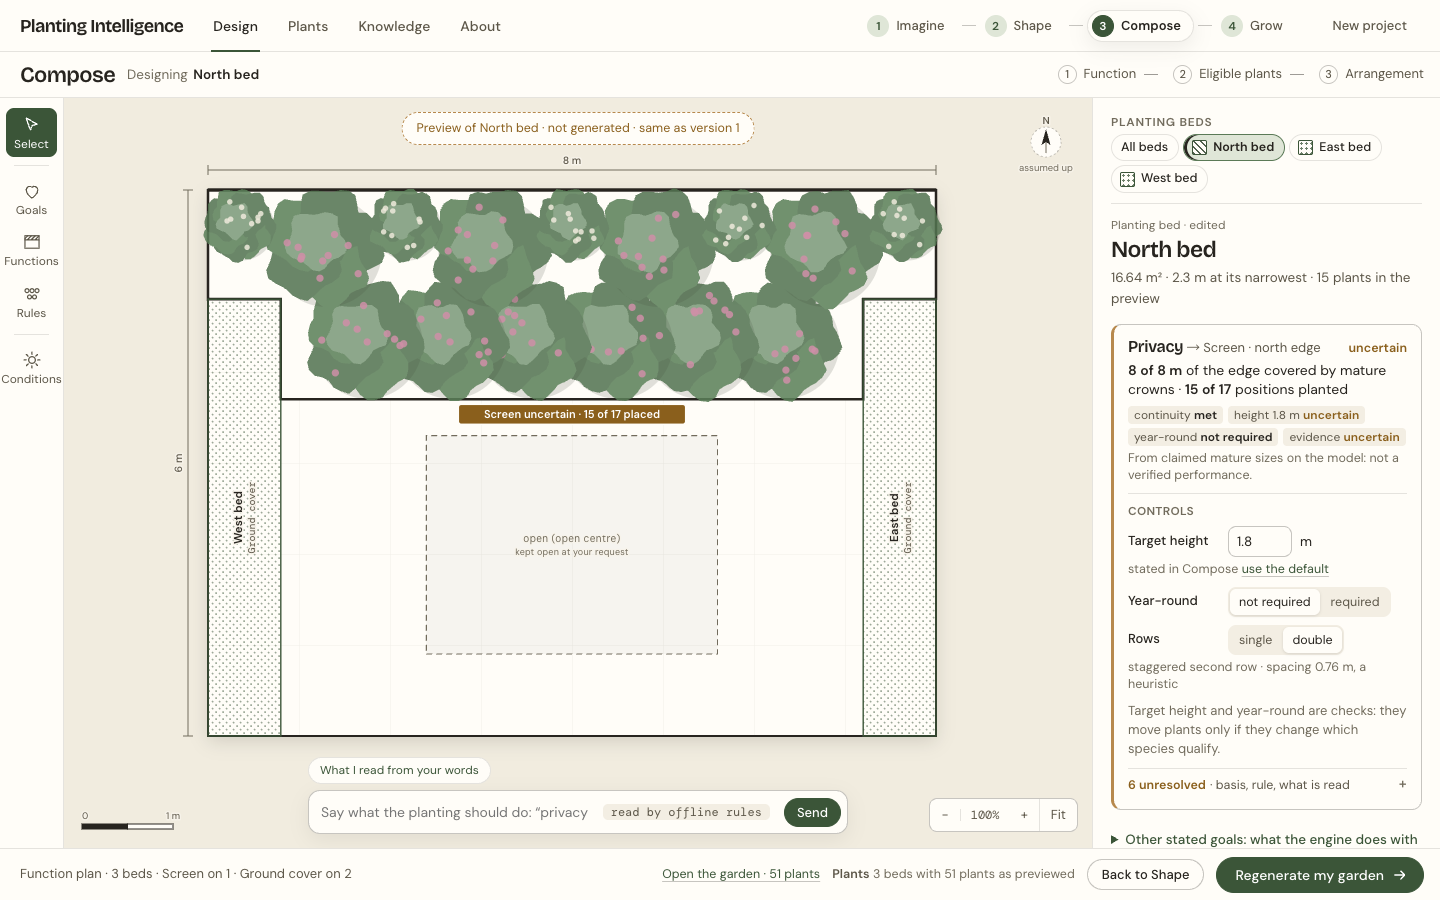 Planting Intelligence
Design
Plants
Knowledge
About
1 Imagine
2 Shape
3 Compose
4 Grow
New project
Compose
Designing North bed
1 Function
2 Eligible plants
3 Arrangement
Select
Goals
Functions
Rules
Conditions
Preview of North bed · not generated · same as version 1
N
assumed up
8 m
6 m
Screen uncertain · 15 of 17 placed
West bed
Ground cover
open (open centre)
kept open at your request
East bed
Ground cover
What I read from your words
Say what the planting should do: “privacy
read by offline rules
Send
0 1 m
− 100% + Fit
PLANTING BEDS
All beds
North bed
East bed
West bed
Planting bed · edited
North bed
16.64 m² · 2.3 m at its narrowest · 15 plants in the
preview
Privacy → Screen · north edge uncertain
8 of 8 m of the edge covered by mature
crowns · 15 of 17 positions planted
continuity met
height 1.8 m uncertain
year-round not required
evidence uncertain
From claimed mature sizes on the model: not a
verified performance.
CONTROLS
Target height 1.8 m
stated in Compose use the default
Year-round not required required
Rows single double
staggered second row · spacing 0.76 m, a
heuristic
Target height and year-round are checks: they
move plants only if they change which
species qualify.
6 unresolved · basis, rule, what is read +
Other stated goals: what the engine does with
Function plan · 3 beds · Screen on 1 · Ground cover on 2
Open the garden · 51 plants
Plants 3 beds with 51 plants as previewed
Back to Shape
Regenerate my garden →